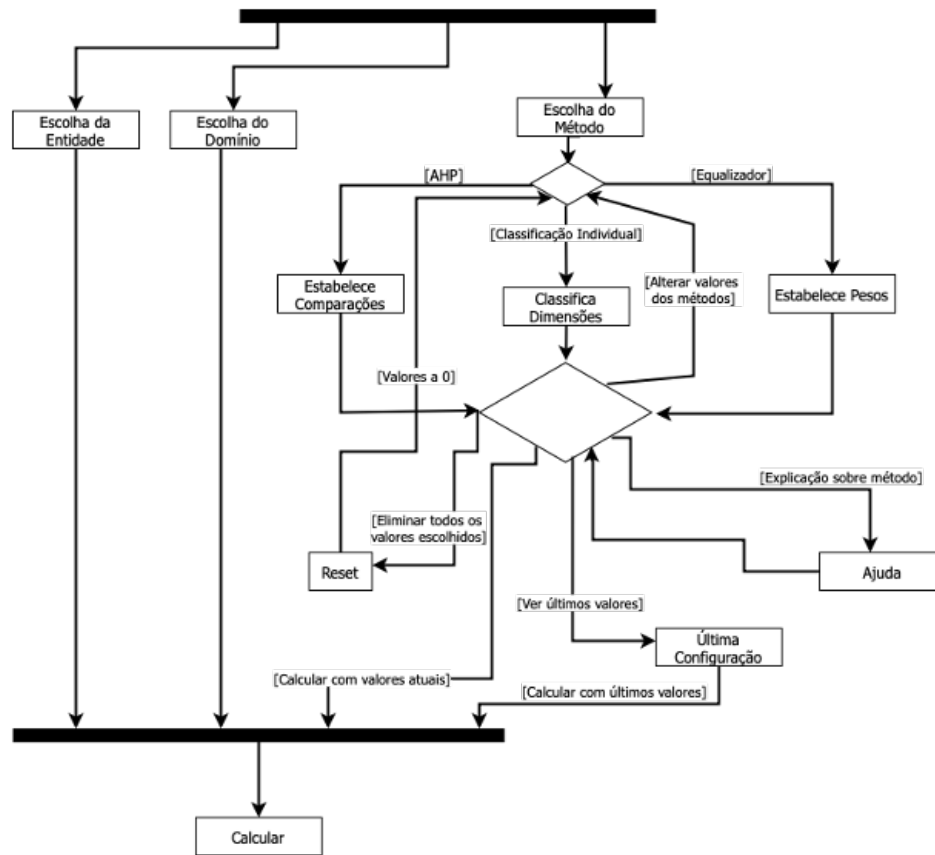 Escolha da
Entidade
Escolha do
Domínio
Escolha do
Método
[AHP]
[Equalizador]
[Classificação Individual]
Estabelece
Comparações
Classifica
Dimensões
[Alterar valores
dos métodos]
Estabelece Pesos
[Valores a 0]
[Explicação sobre método]
[Eliminar todos os
valores escolhidos]
Reset
Ajuda
[Ver últimos valores]
Última
Configuração
[Calcular com valores atuais]
[Calcular com últimos valores]
Calcular